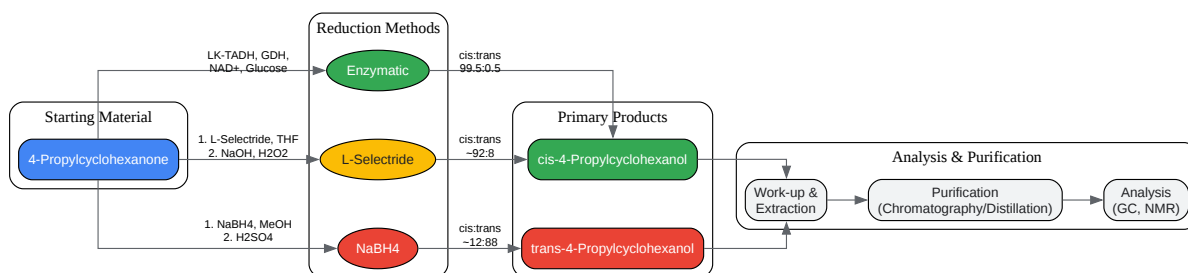 Reduction Methods
LK-TADH, GDH,
NAD+, Glucose
Enzymatic
cis:trans
99.5:0.5
Starting Material
4-Propylcyclohexanone
1. L-Selectride, THF
2. NaOH, H2O2
L-Selectride
cis:trans
~92:8
Primary Products
cis-4-Propylcyclohexanol
1. NaBH4, MeOH
2. H2SO4
NaBH4
cis:trans
~12:88
trans-4-Propylcyclohexanol
Analysis & Purification
Work-up &
Extraction
Purification
(Chromatography/Distillation)
Analysis
(GC, NMR)